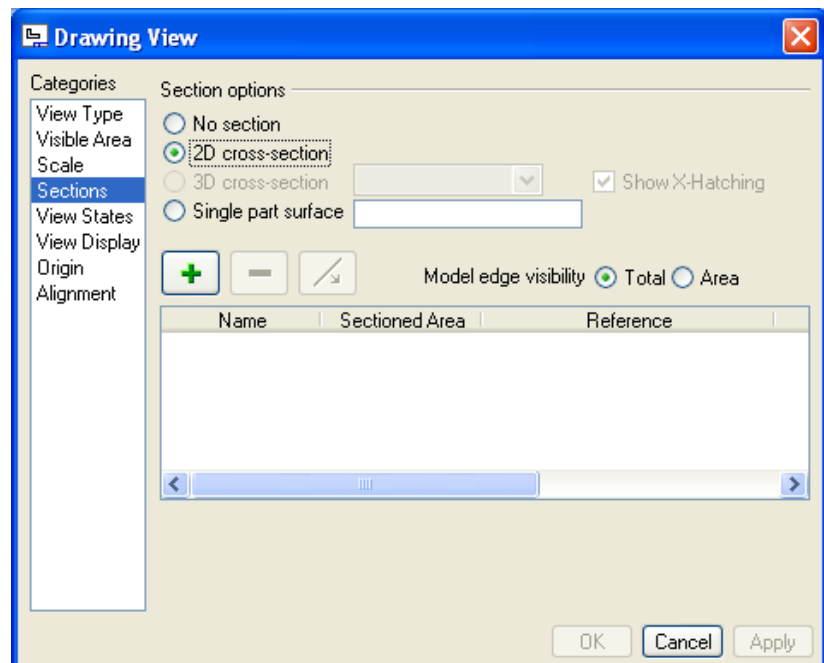 Drawing View
Categories
View Type
Visible Area
Scale
Sections
View States
View Display
Origin
Alignment
Section options
No section
2D cross-section
3D cross-section
Show X-Hatching
Single part surface
Model edge visibility Total Area
Name Sectioned Area Reference
OK Cancel Apply